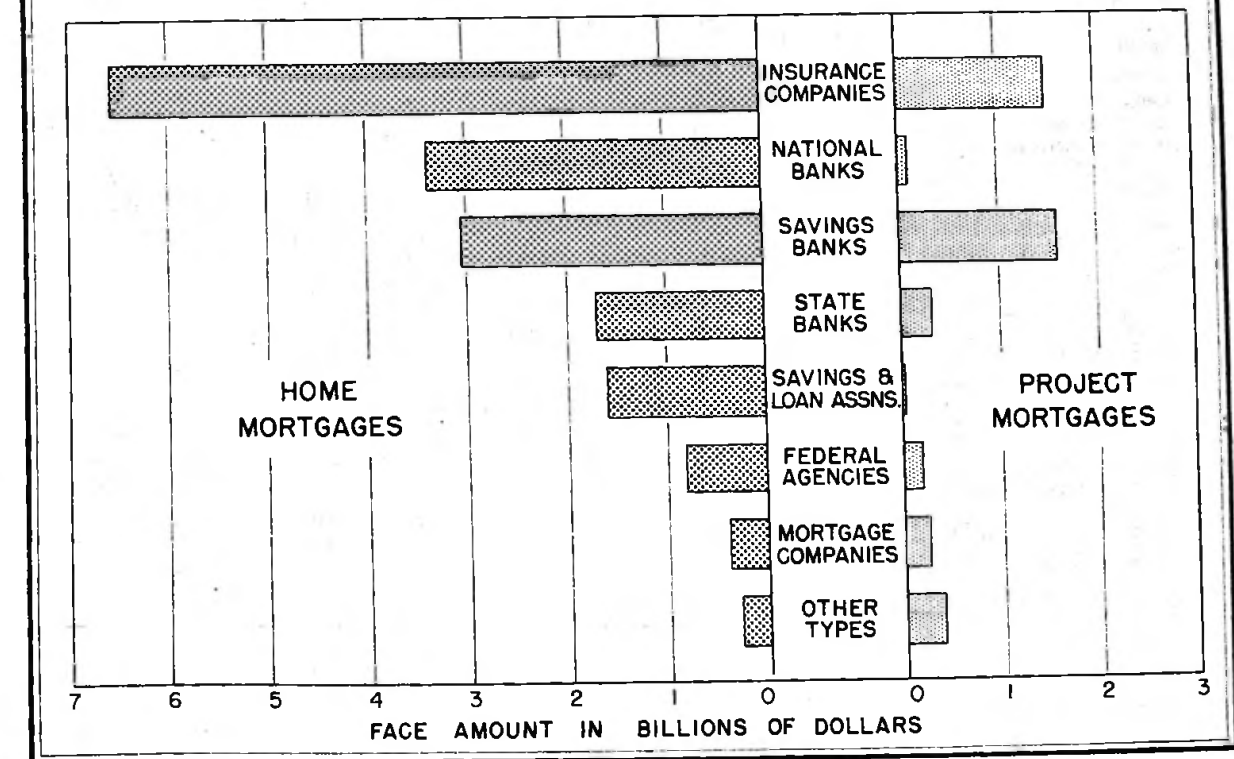 INSURANCE
COMPANIES
NATIONAL
BANKS
SAVINGS
BANKS
STATE
BANKS
SAVINGS &
LOAN ASSNS.
FEDERAL
AGENCIES
MORTGAGE
COMPANIES
OTHER
TYPES
HOME
MORTGAGES
PROJECT
MORTGAGES
7 6 5 4 3 2 1 0 0 1 2 3
FACE AMOUNT IN BILLIONS OF DOLLARS